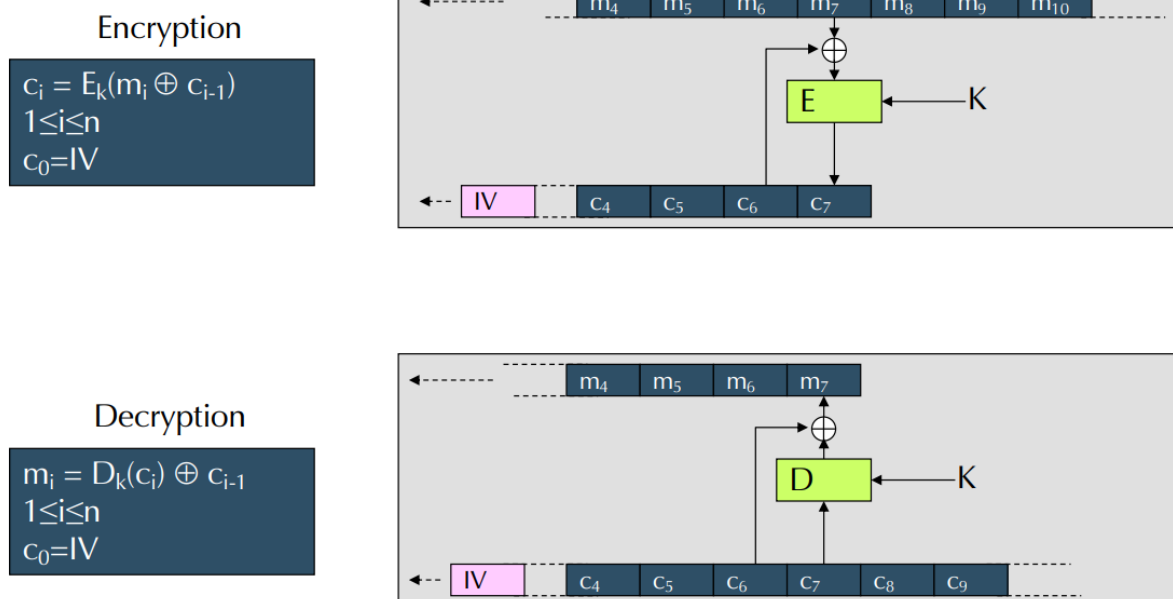 m₄ m₅ m₆ m₇ m₈ m₉ m₁₀
Encryption
cᵢ = Eₖ(mᵢ ⊕ cᵢ₋₁)
1≤i≤n
c₀=IV
E
K
IV
c₄ c₅ c₆ c₇
m₄ m₅ m₆ m₇
Decryption
mᵢ = Dₖ(cᵢ) ⊕ cᵢ₋₁
1≤i≤n
c₀=IV
D
K
IV
c₄ c₅ c₆ c₇ c₈ c₉